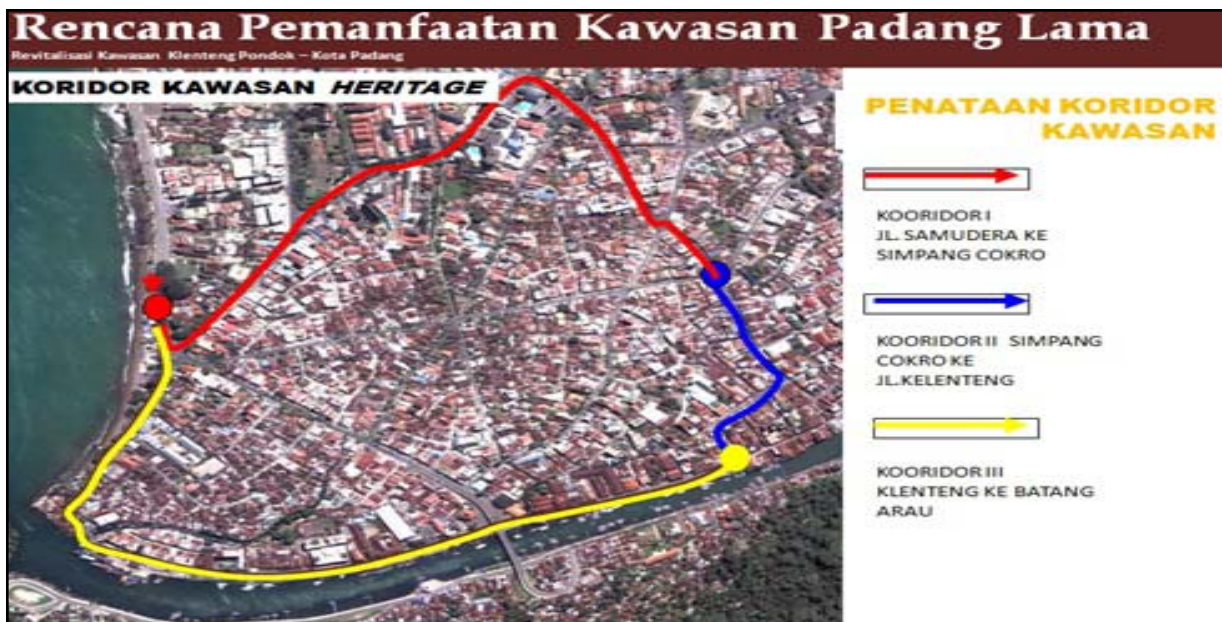 Rencana Pemanfaatan Kawasan Padang Lama
Revitalisasi Kawasan Klenteng Pondok – Kota Padang
KORIDOR KAWASAN HERITAGE
PENATAAN KORIDOR
KAWASAN
KOORIDOR I
JL. SAMUDERA KE
SIMPANG COKRO
KOORIDOR II SIMPANG
COKRO KE
JL.KELENTENG
KOORIDOR III
KLENTENG KE BATANG
ARAU